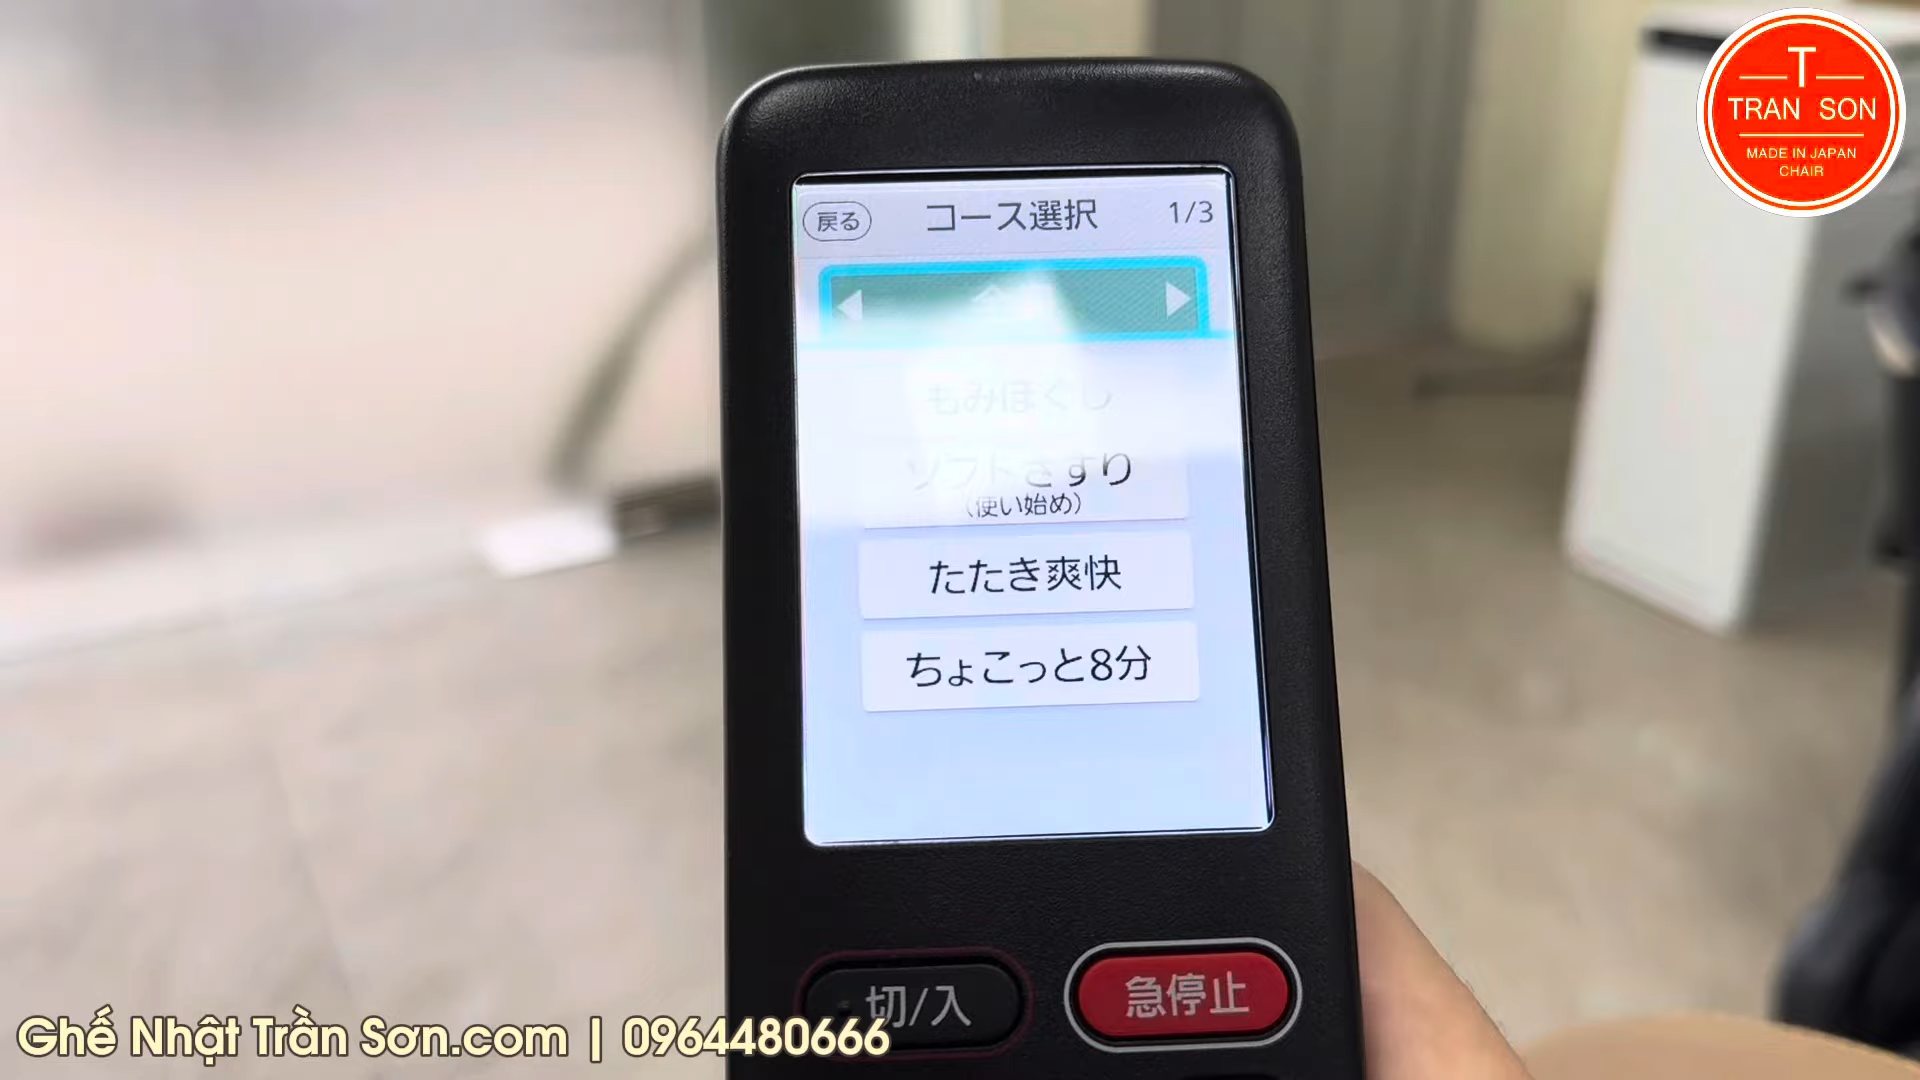 戻る コース選択 1/3
もみほぐし
ソフトさすり
(使い始め)
たたき爽快
ちょこっと8分
切/入 急停止
T
TRAN SON
MADE IN JAPAN
CHAIR
Ghế Nhật Trần Sơn.com | 0964480666